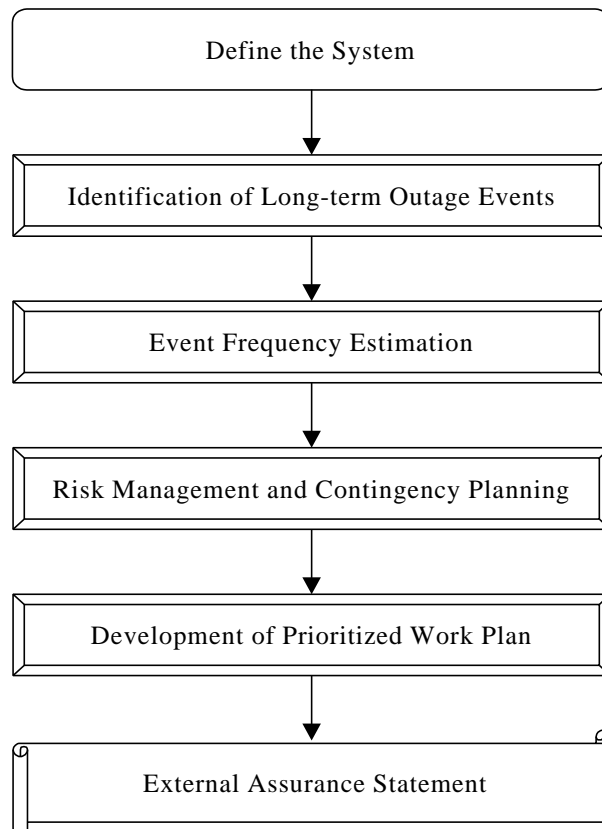 Define the System
Identification of Long-term Outage Events
Event Frequency Estimation
Risk Management and Contingency Planning
Development of Prioritized Work Plan
External Assurance Statement